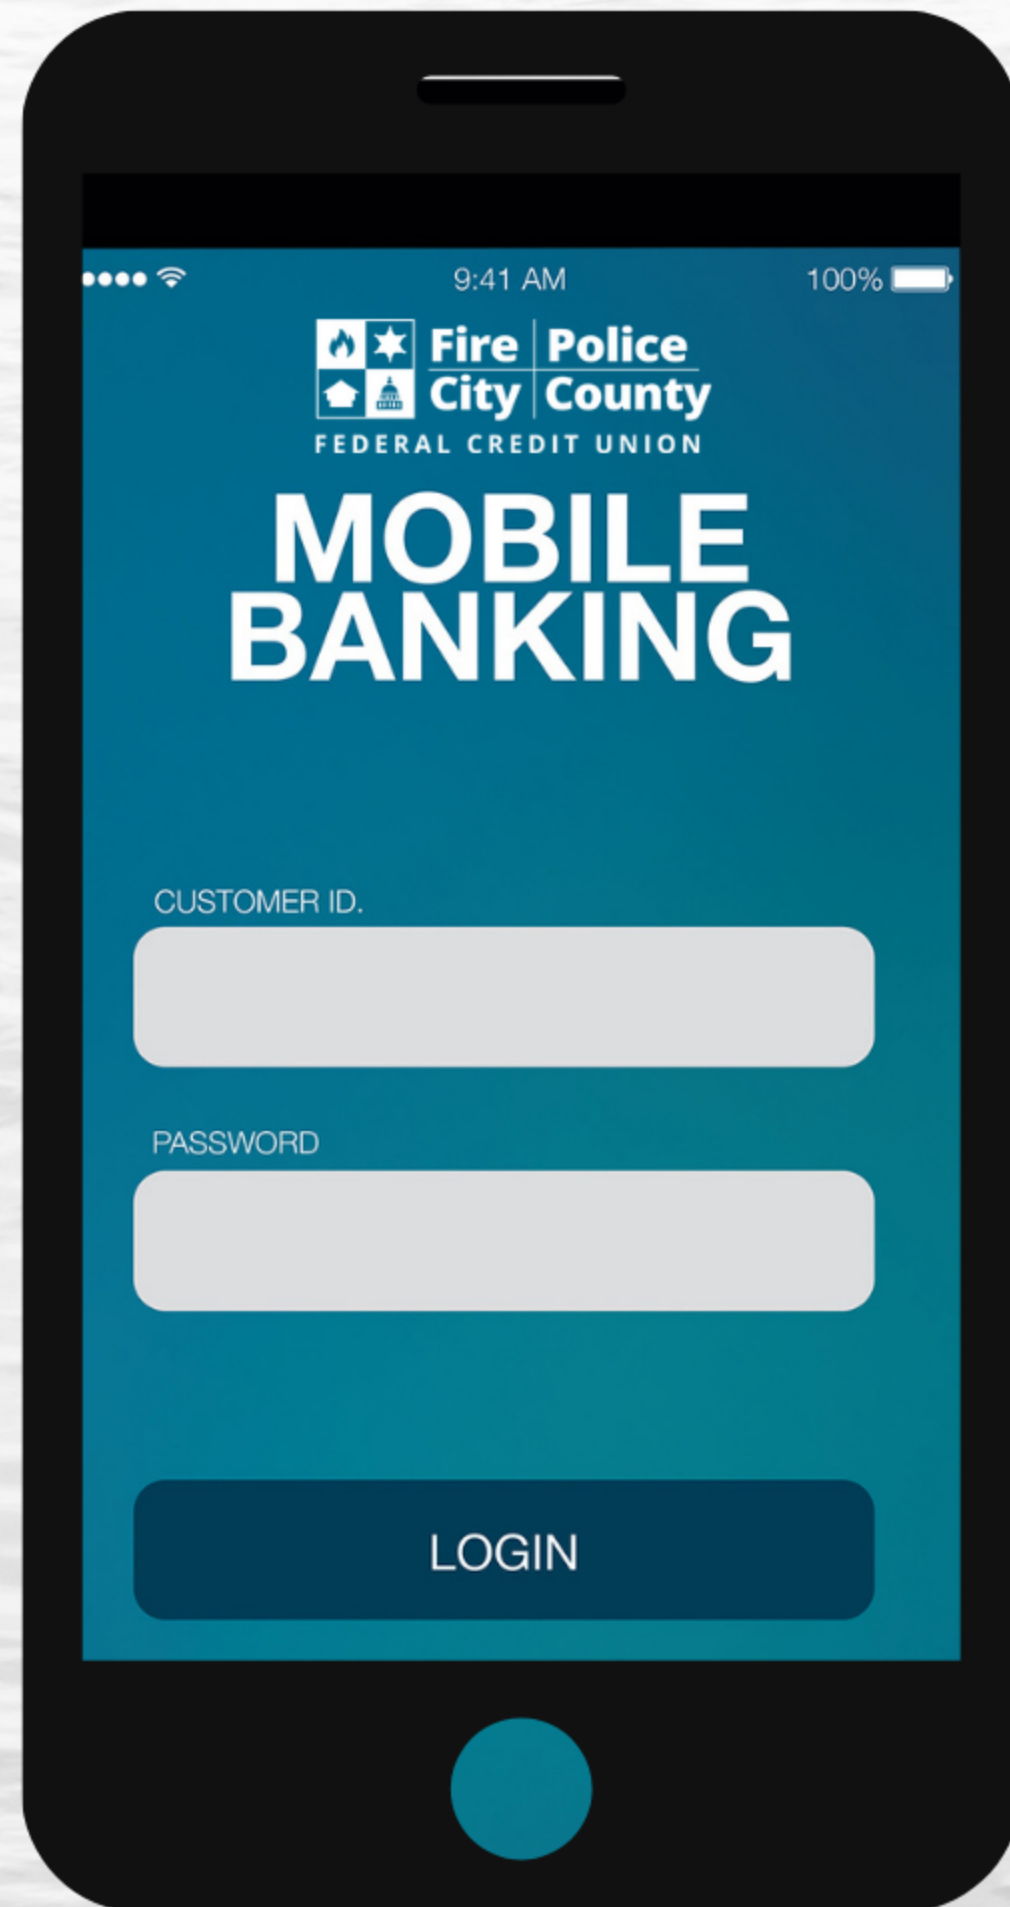 9:41 AM 100%
Fire Police
City County
FEDERAL CREDIT UNION
MOBILE
BANKING
CUSTOMER ID.
PASSWORD
LOGIN